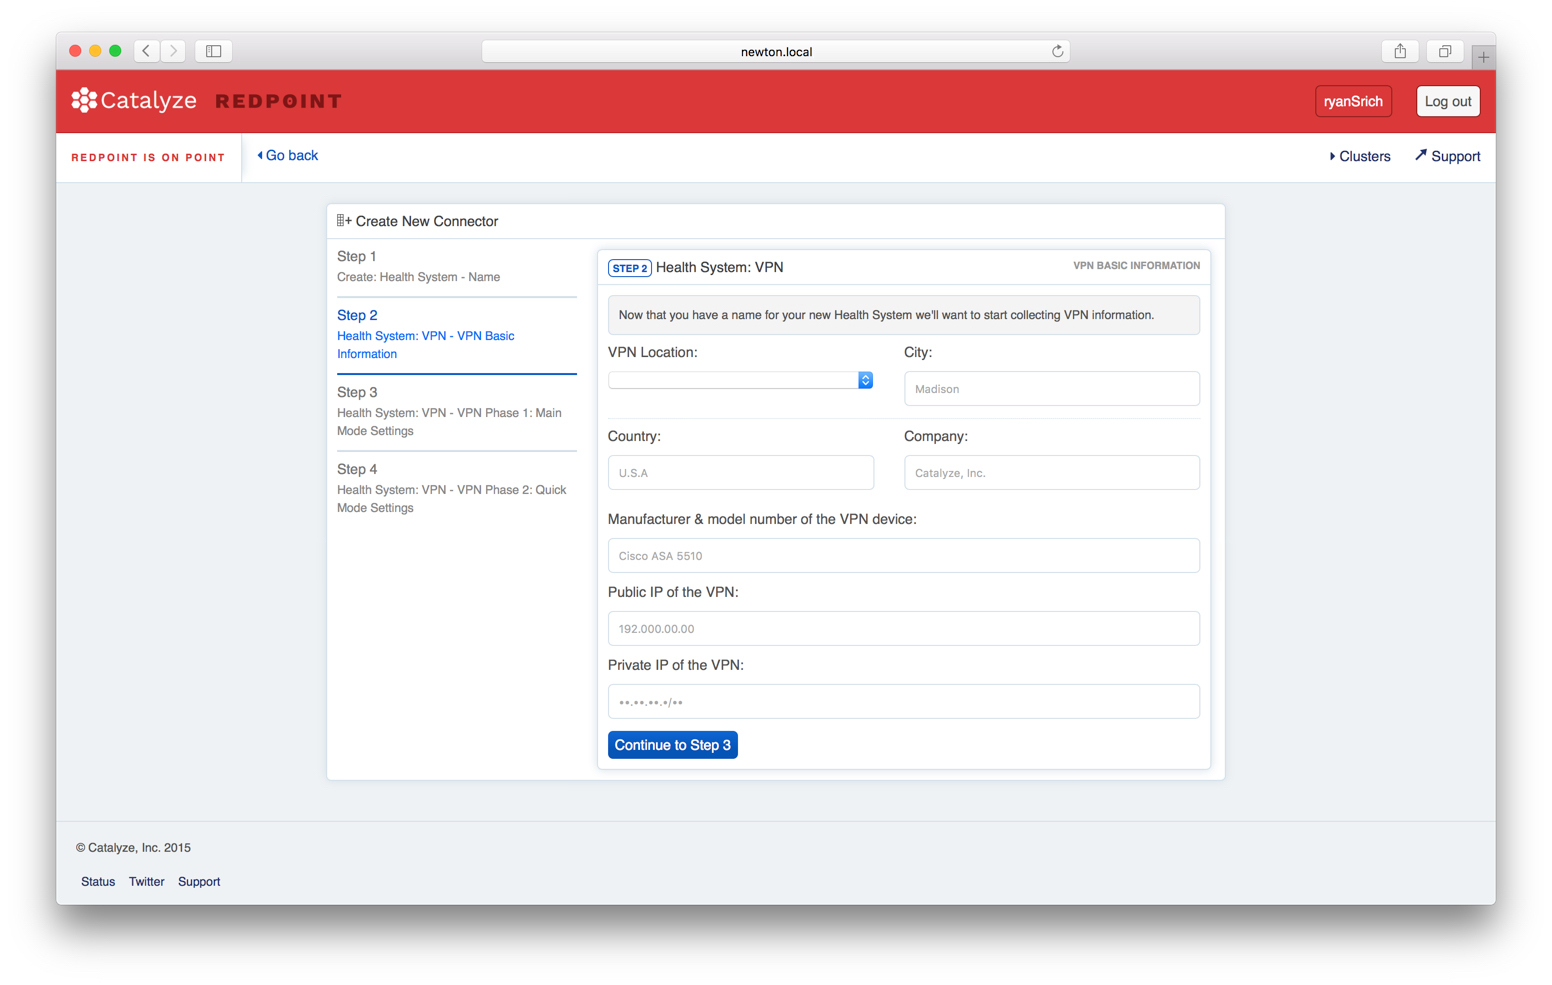 newton.local
Catalyze REDPOINT
ryanSrich
Log out
REDPOINT IS ON POINT
Go back
Clusters
Support
Create New Connector
Step 1
Create: Health System - Name
Step 2
Health System: VPN - VPN Basic
Information
Step 3
Health System: VPN - VPN Phase 1: Main
Mode Settings
Step 4
Health System: VPN - VPN Phase 2: Quick
Mode Settings
STEP 2 Health System: VPN
VPN BASIC INFORMATION
Now that you have a name for your new Health System we'll want to start collecting VPN information.
VPN Location:
City:
Madison
Country:
Company:
U.S.A
Catalyze, Inc.
Manufacturer & model number of the VPN device:
Cisco ASA 5510
Public IP of the VPN:
192.000.00.00
Private IP of the VPN:
••.••.••.•/••
Continue to Step 3
© Catalyze, Inc. 2015
Status Twitter Support